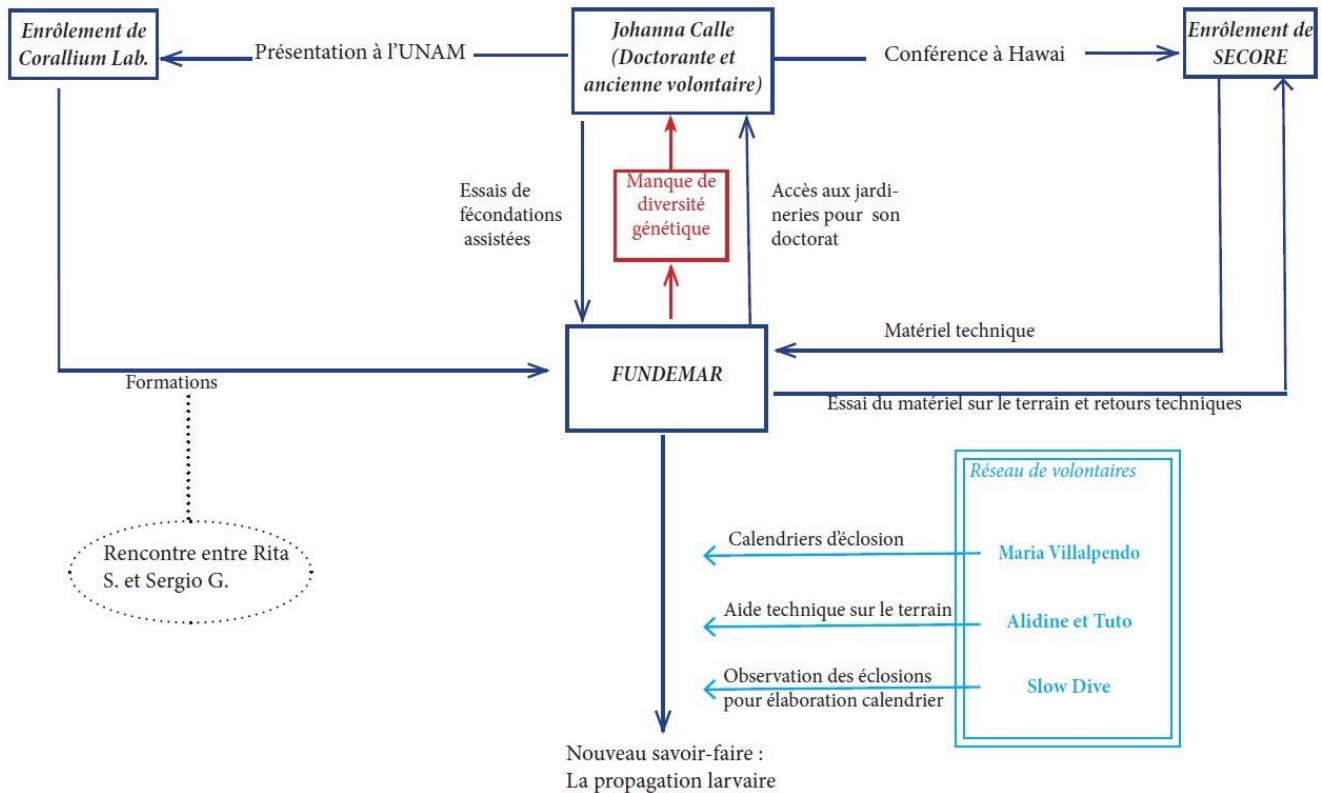 Enrôlement de
Corallium Lab.
Présentation à l'UNAM
Johanna Calle
(Doctorante et
ancienne volontaire)
Conférence à Hawai
Enrôlement de
SECORE
Essais de
fécondations
assistées
Manque de
diversité
génétique
Accès aux jardi-
neries pour son
doctorat
Matériel technique
FUNDEMAR
Formations
Essai du matériel sur le terrain et retours techniques
Réseau de volontaires
Rencontre entre Rita
S. et Sergio G.
Calendriers d'éclosion
Maria Villalpendo
Aide technique sur le terrain
Alidine et Tuto
Observation des éclosions
pour élaboration calendrier
Slow Dive
Nouveau savoir-faire :
La propagation larvaire